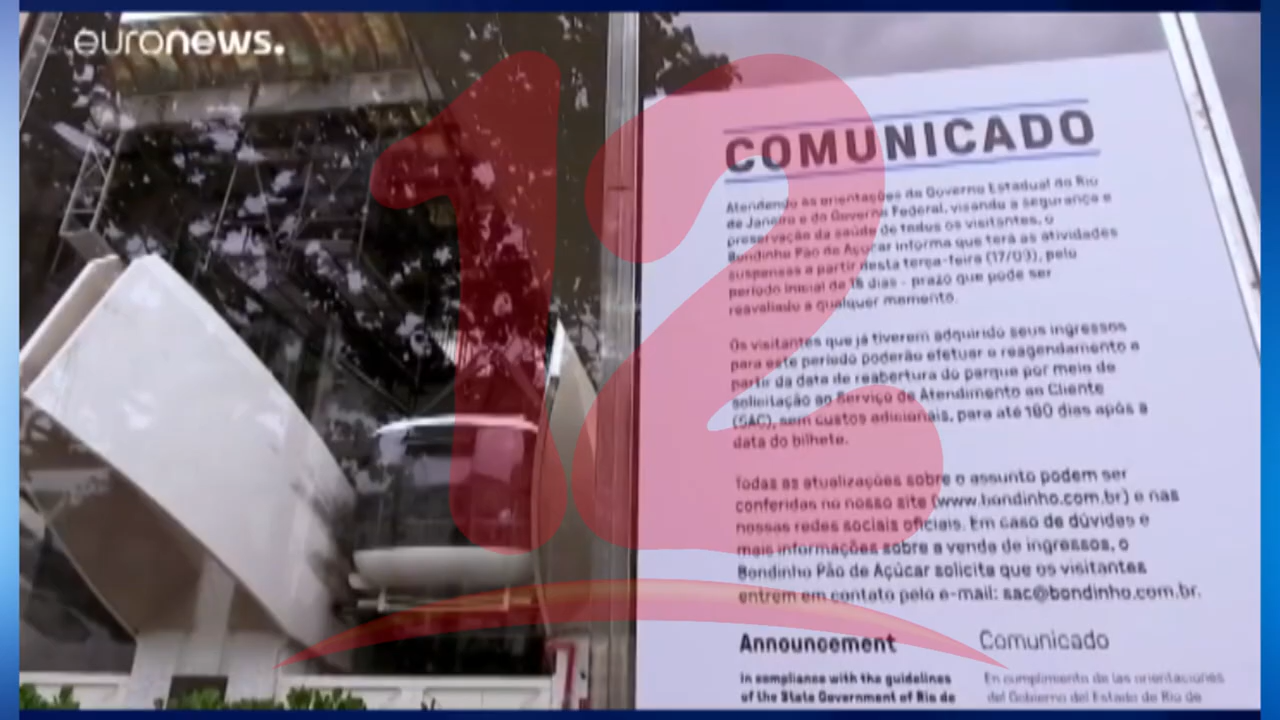 euronews.
12
COMUNICADO
Atendendo as orientações do Governo Estadual do Rio
de Janeiro e do Governo Federal, visando a segurança e
preservação da saúde de todos os visitantes, o
Bondinho Pão de Açúcar informa que terá as atividades
suspensas a partir desta terça-feira (17/03), pelo
período inicial de 15 dias - prazo que pode ser
reavaliado a qualquer momento.
Os visitantes que já tiverem adquirido seus ingressos
para este período poderão efetuar o reagendamento a
partir da data de reabertura do parque por meio de
solicitação ao Serviço de Atendimento ao Cliente
(SAC), sem custos adicionais, para até 180 dias após a
data do bilhete.
Todas as atualizações sobre o assunto podem ser
conferidas no nosso site (www.bondinho.com.br) e nas
nossas redes sociais oficiais. Em caso de dúvidas e
mais informações sobre a venda de ingressos, o
Bondinho Pão de Açúcar solicita que os visitantes
entrem em contato pelo e-mail: sac@bondinho.com.br.
Announcement
In compliance with the guidelines
of the State Government of Rio de
Comunicado
En cumplimento de las orientaciones
del Gobierno del Estado de Rio de